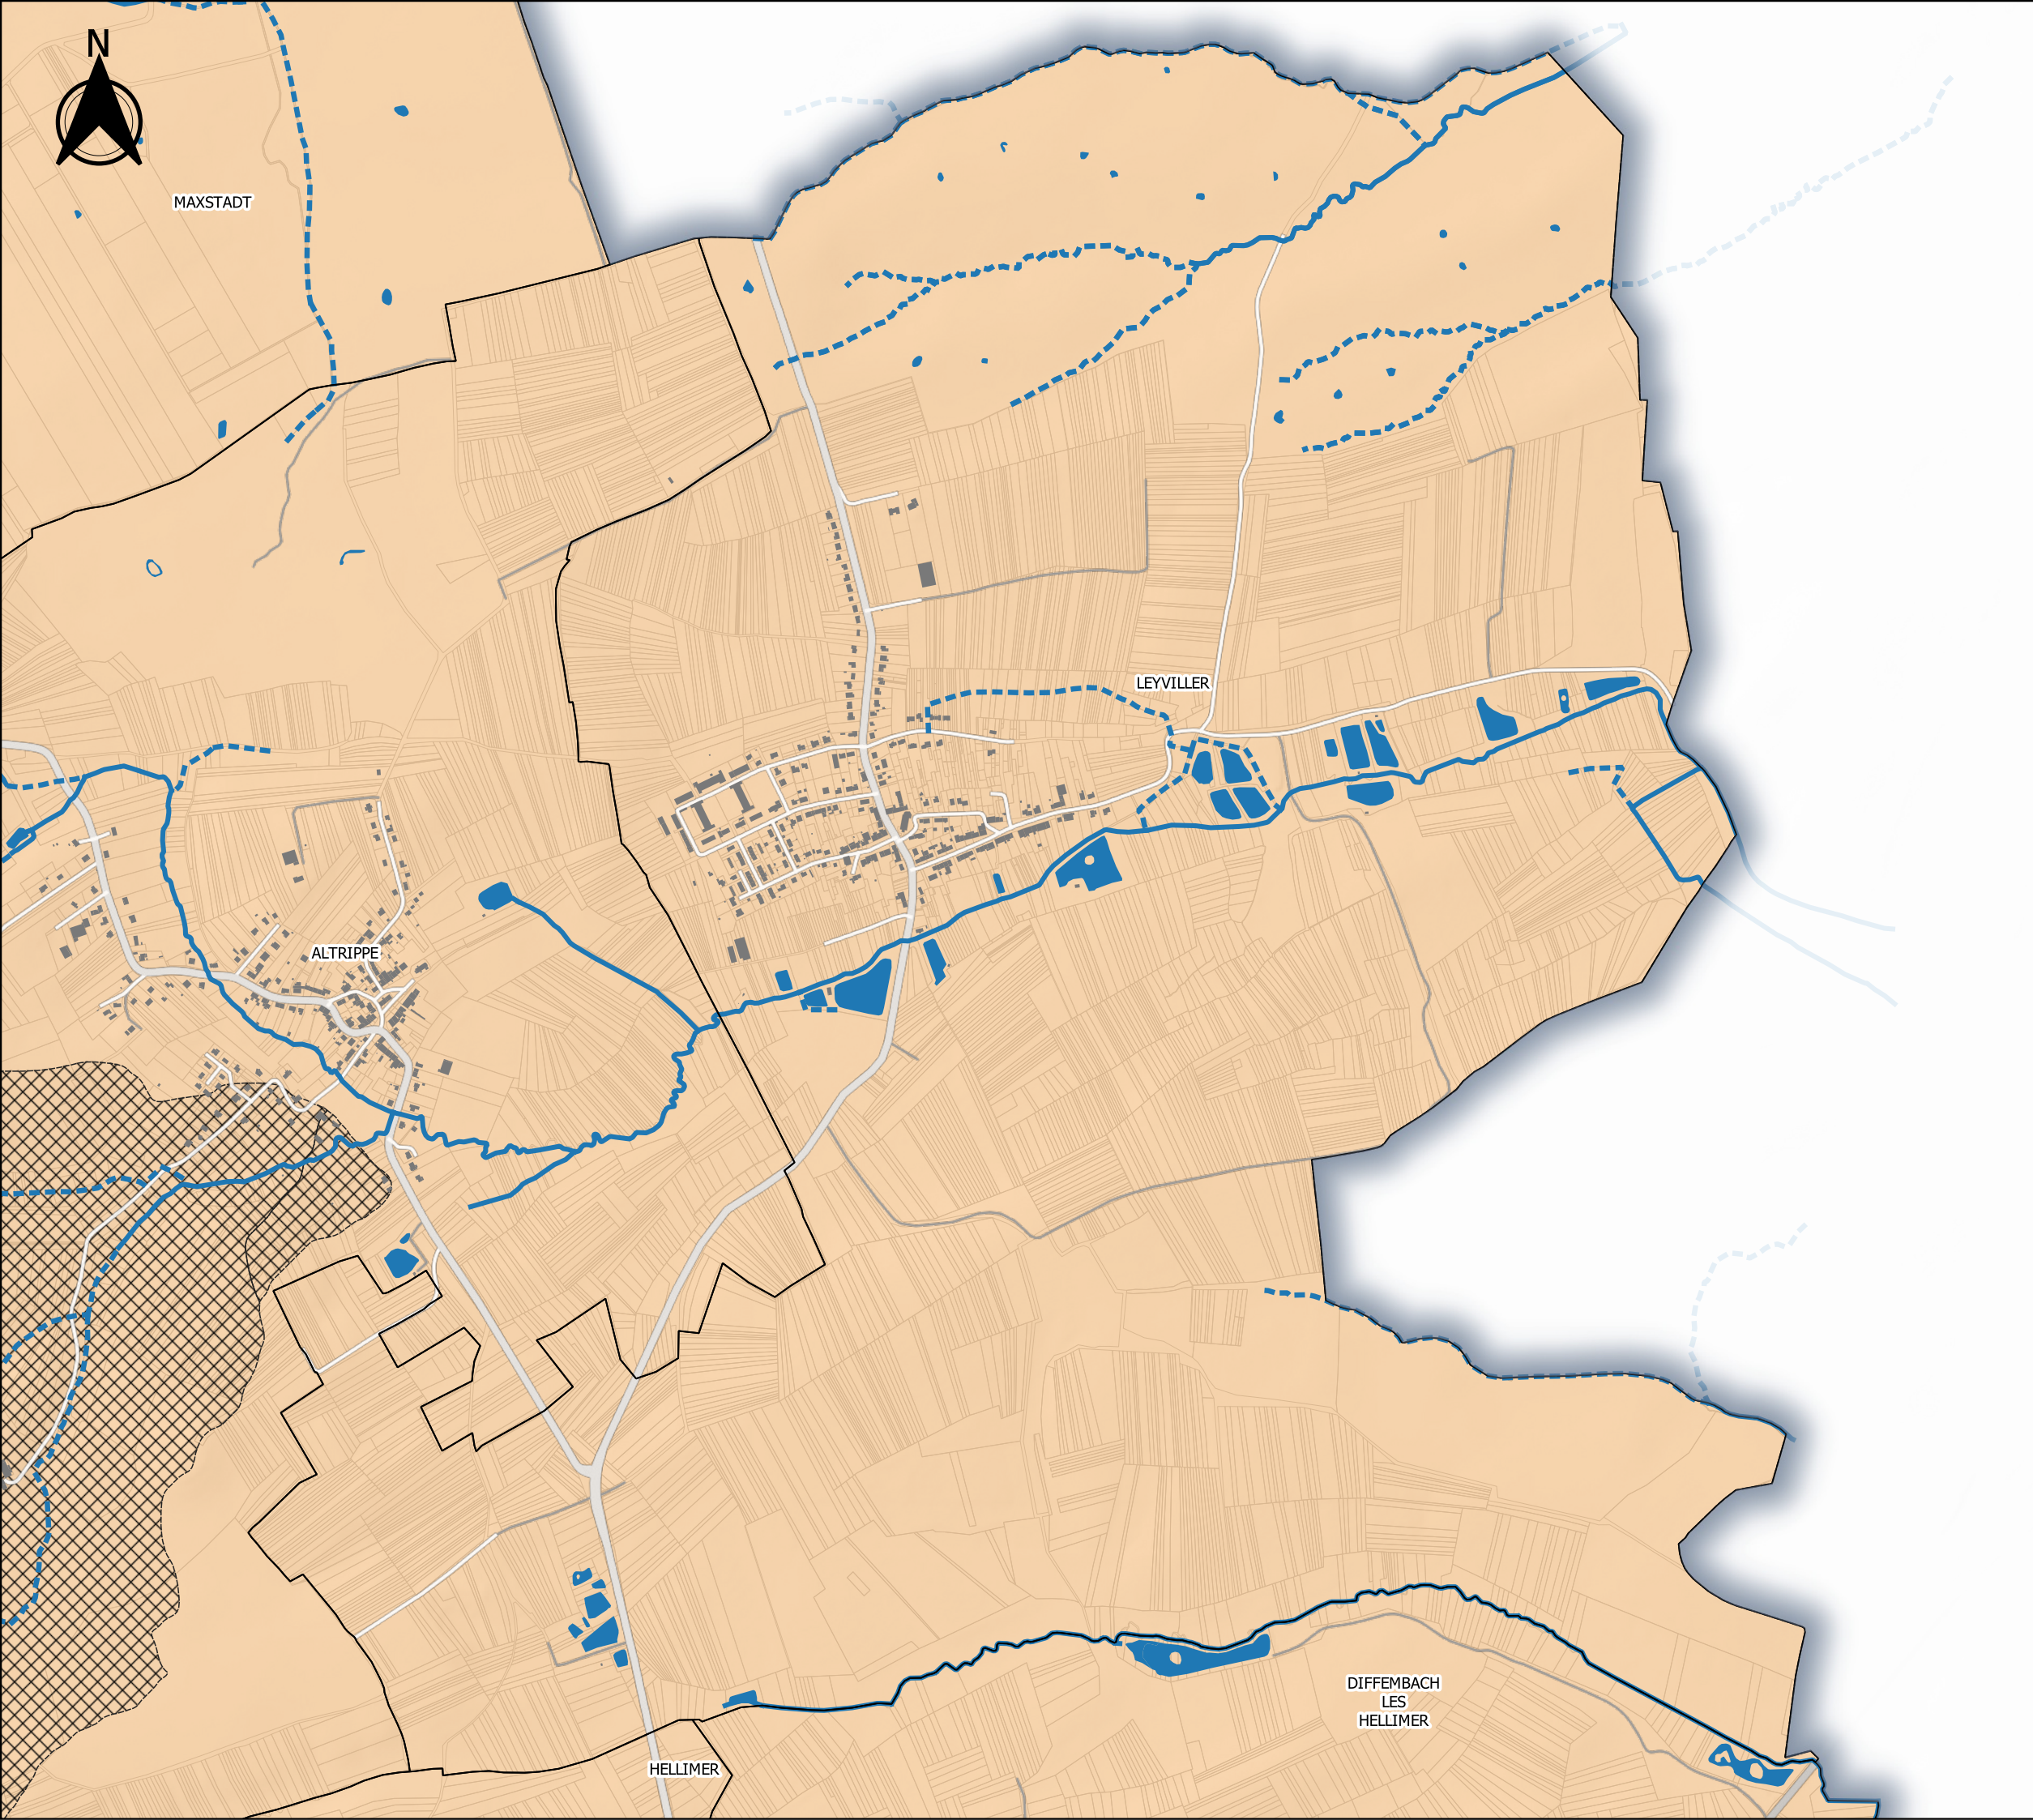 N
MAXSTADT
LEYVILLER
ALTRIPPE
DIFFEMBACH
LES
HELLIMER
HELLIMER